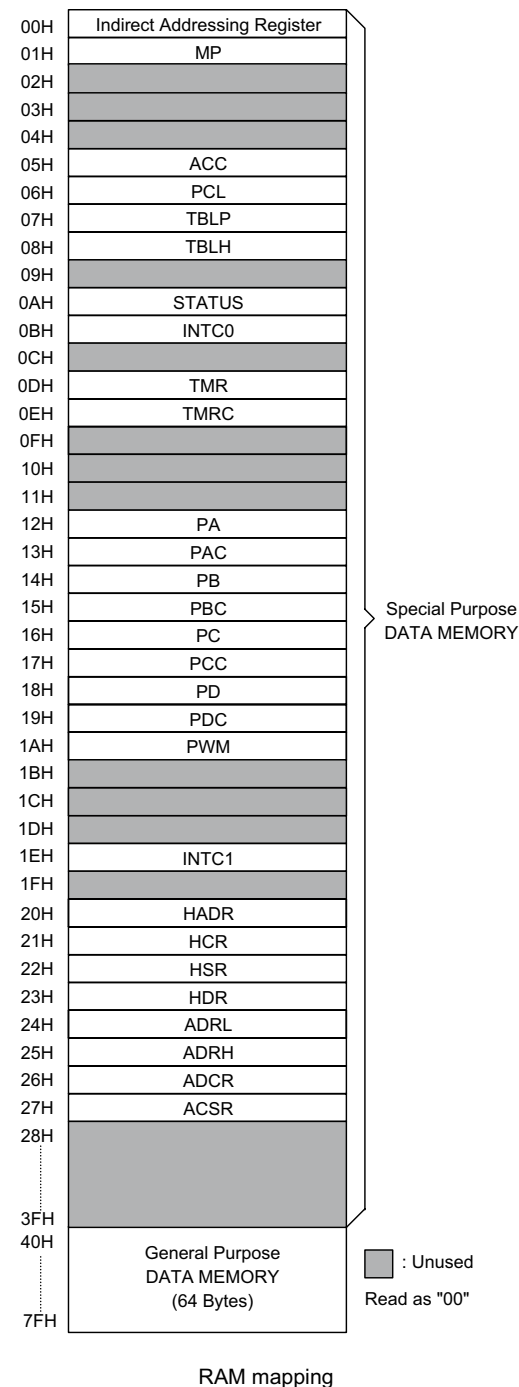 00H Indirect Addressing Register
01H MP
02H
03H
04H
05H ACC
06H PCL
07H TBLP
08H TBLH
09H
0AH STATUS
0BH INTC0
0CH
0DH TMR
0EH TMRC
0FH
10H
11H
12H PA
13H PAC
14H PB
15H PBC
16H PC
17H PCC
18H PD
19H PDC
1AH PWM
1BH
1CH
1DH
1EH INTC1
1FH
20H HADR
21H HCR
22H HSR
23H HDR
24H ADRL
25H ADRH
26H ADCR
27H ACSR
28H
3FH
40H
7FH
General Purpose
DATA MEMORY
(64 Bytes)
Special Purpose
DATA MEMORY
: Unused
Read as "00"
RAM mapping